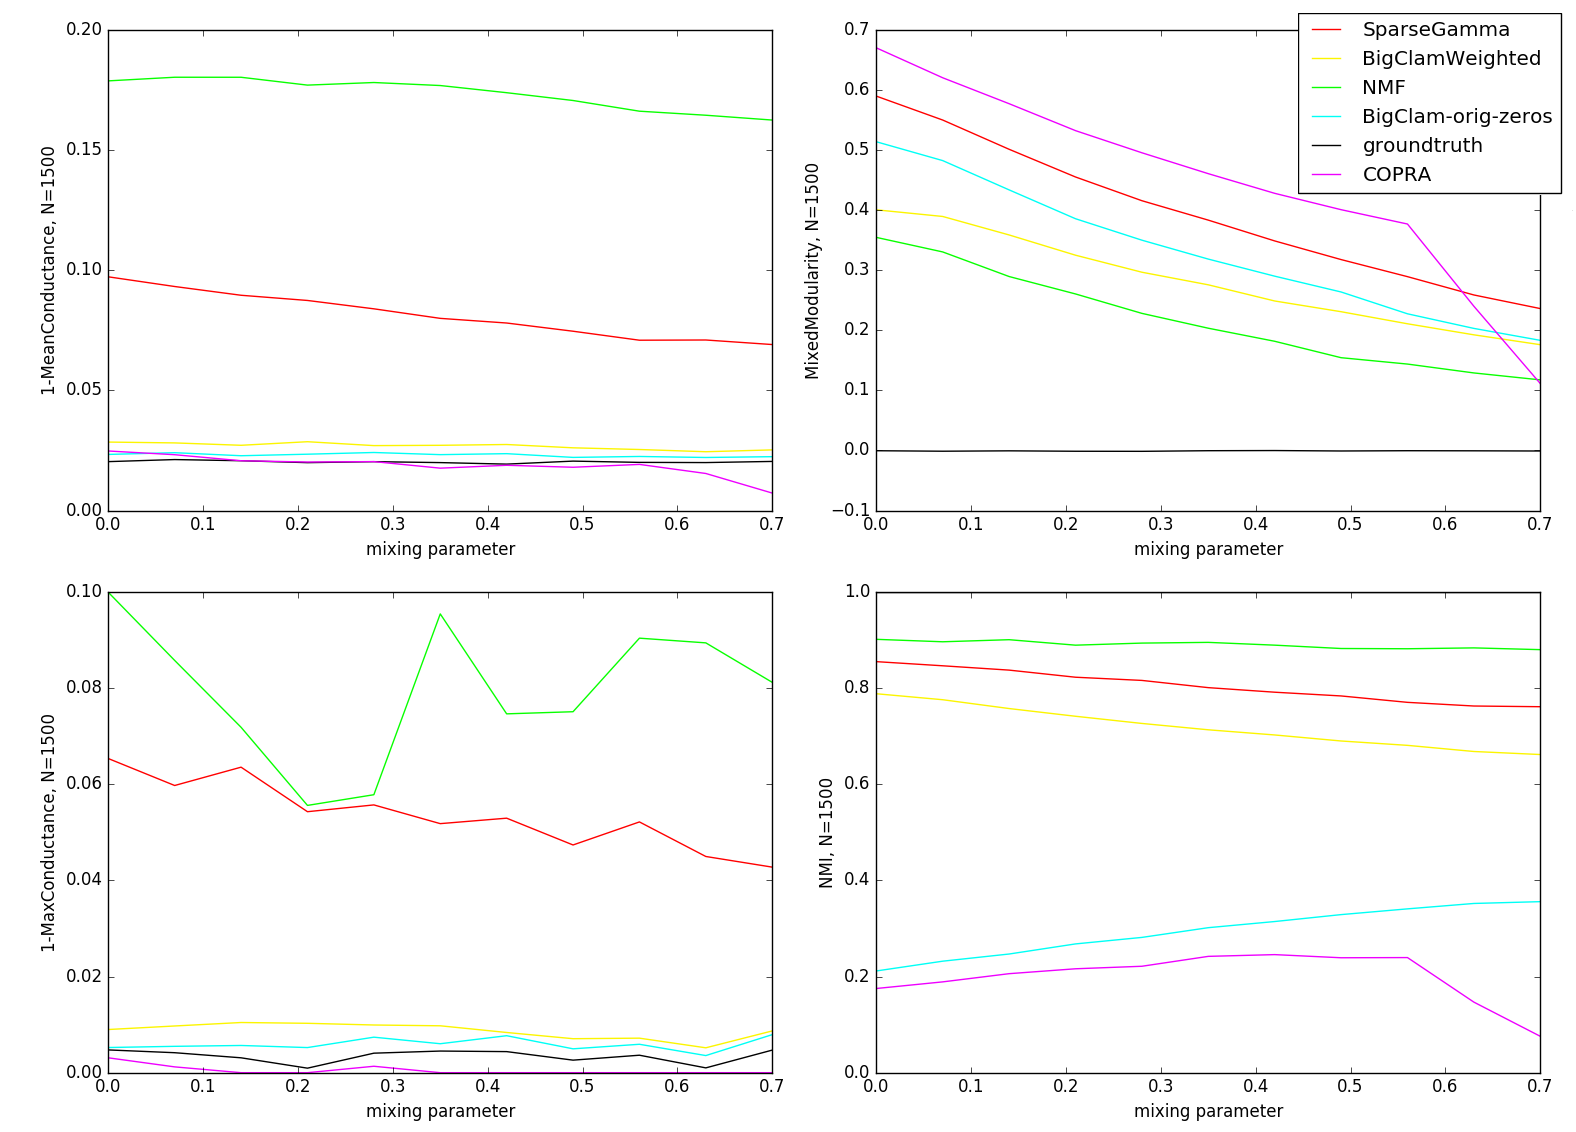 0.20
0.15
0.10
0.05
0.00
1-MeanConductance, N=1500
0.0 0.1 0.2 0.3 0.4 0.5 0.6 0.7
mixing parameter
0.7
0.6
0.5
0.4
0.3
0.2
0.1
0.0
−0.1
MixedModularity, N=1500
0.0 0.1 0.2 0.3 0.4 0.5 0.6 0.7
mixing parameter
SparseGamma
BigClamWeighted
NMF
BigClam-orig-zeros
groundtruth
COPRA
0.10
0.08
0.06
0.04
0.02
0.00
1-MaxConductance, N=1500
0.0 0.1 0.2 0.3 0.4 0.5 0.6 0.7
mixing parameter
1.0
0.8
0.6
0.4
0.2
0.0
NMI, N=1500
0.0 0.1 0.2 0.3 0.4 0.5 0.6 0.7
mixing parameter